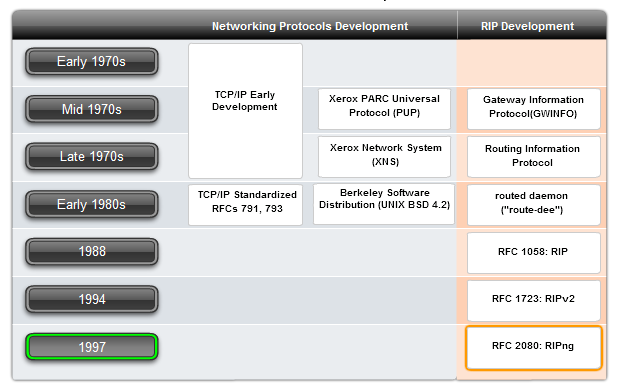 Networking Protocols Development
RIP Development
Early 1970s
TCP/IP Early
Development
Mid 1970s
Xerox PARC Universal
Protocol (PUP)
Gateway Information
Protocol(GWINFO)
Late 1970s
Xerox Network System
(XNS)
Routing Information
Protocol
Early 1980s
TCP/IP Standardized
RFCs 791, 793
Berkeley Software
Distribution (UNIX BSD 4.2)
routed daemon
("route-dee")
1988
RFC 1058: RIP
1994
RFC 1723: RIPv2
1997
RFC 2080: RIPng